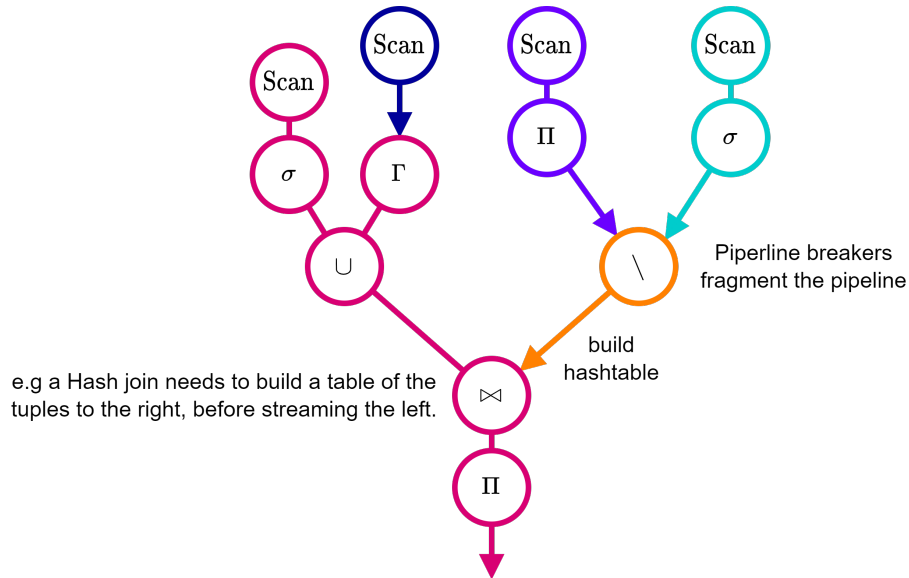 Scan
Scan
Scan
Scan
σ
Γ
Π
σ
∪
\
Piperline breakers
fragment the pipeline
build
hashtable
e.g a Hash join needs to build a table of the
tuples to the right, before streaming the left.
⋈
Π